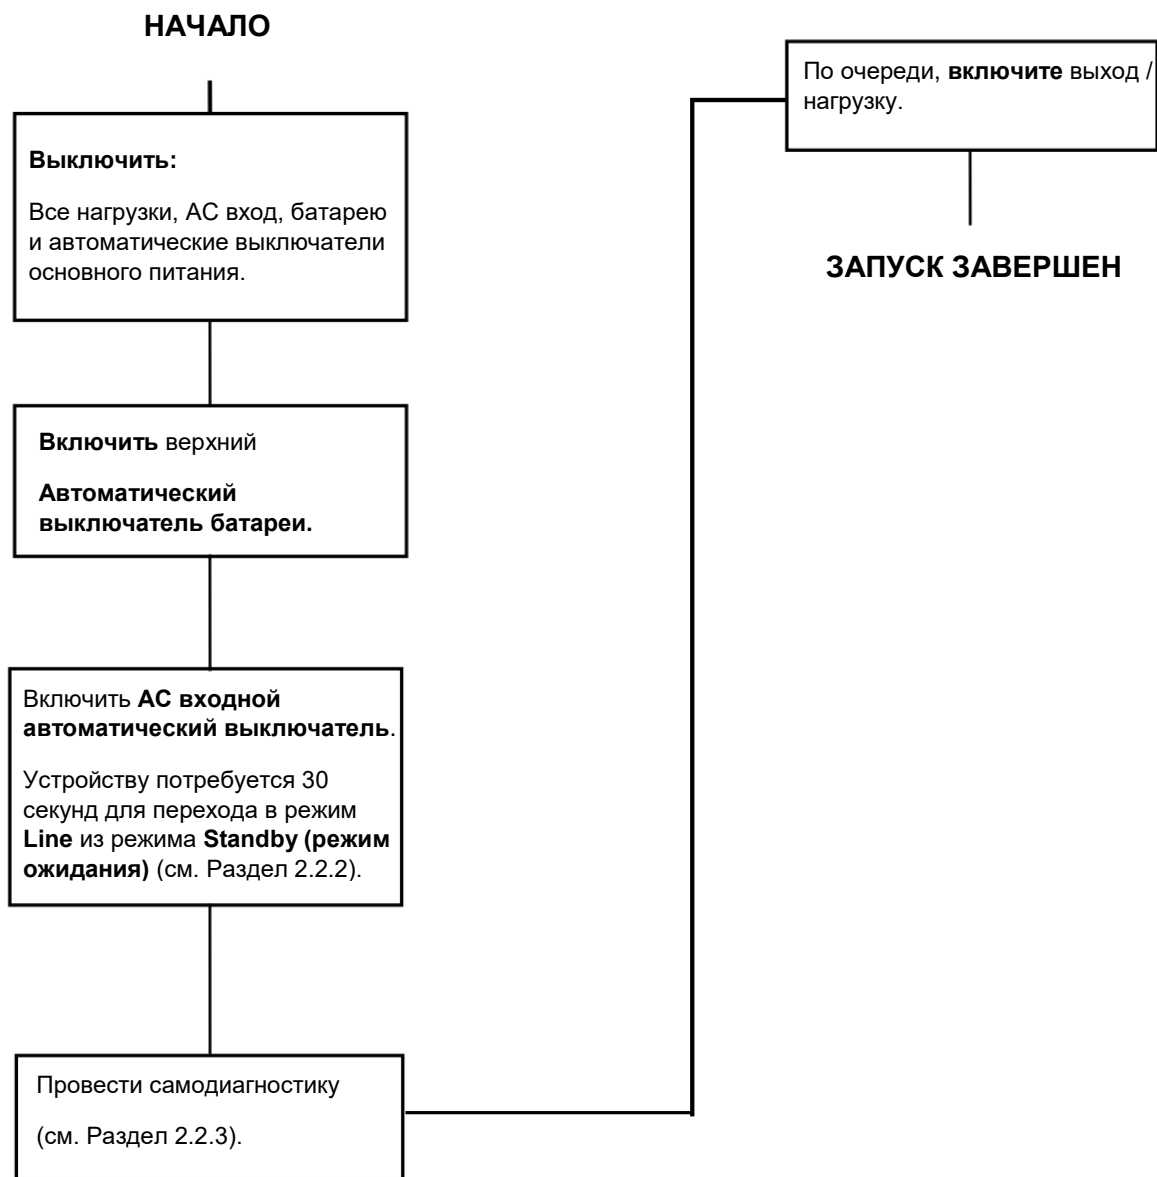 НАЧАЛО
Выключить:
Все нагрузки, АС вход, батарею
и автоматические выключатели
основного питания.
Включить верхний
Автоматический
выключатель батареи.
Включить АС входной
автоматический выключатель.
Устройству потребуется 30
секунд для перехода в режим
Line из режима Standby (режим
ожидания) (см. Раздел 2.2.2).
Провести самодиагностику
(см. Раздел 2.2.3).
По очереди, включите выход /
нагрузку.
ЗАПУСК ЗАВЕРШЕН